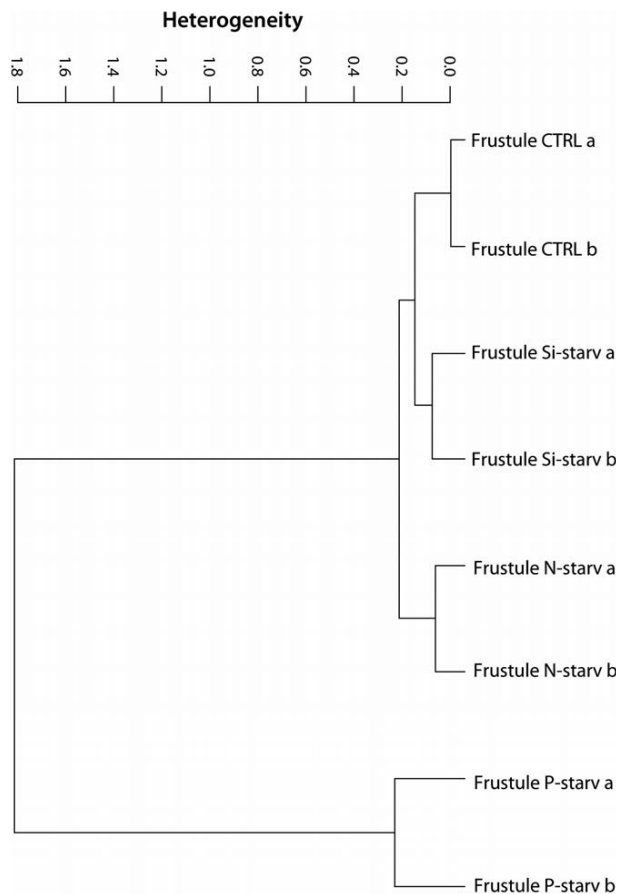 Heterogeneity
1.8 1.6 1.4 1.2 1.0 0.8 0.6 0.4 0.2 0.0
Frustule CTRL a
Frustule CTRL b
Frustule Si-starv a
Frustule Si-starv b
Frustule N-starv a
Frustule N-starv b
Frustule P-starv a
Frustule P-starv b